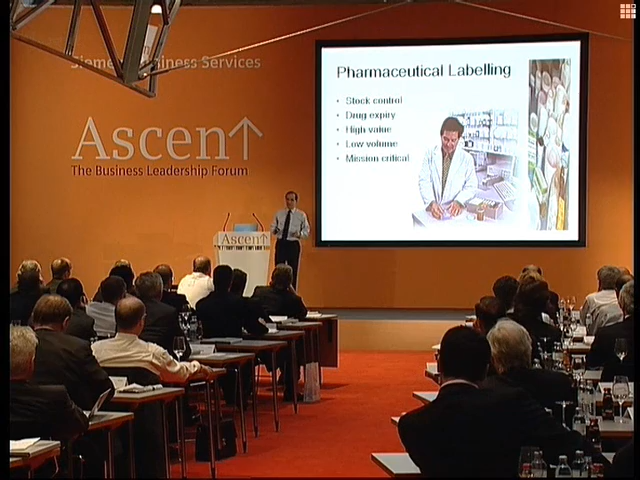 Siemens Business Services
Ascent
The Business Leadership Forum
Ascent
Pharmaceutical Labelling
• Stock control
• Drug expiry
• High value
• Low volume
• Mission critical